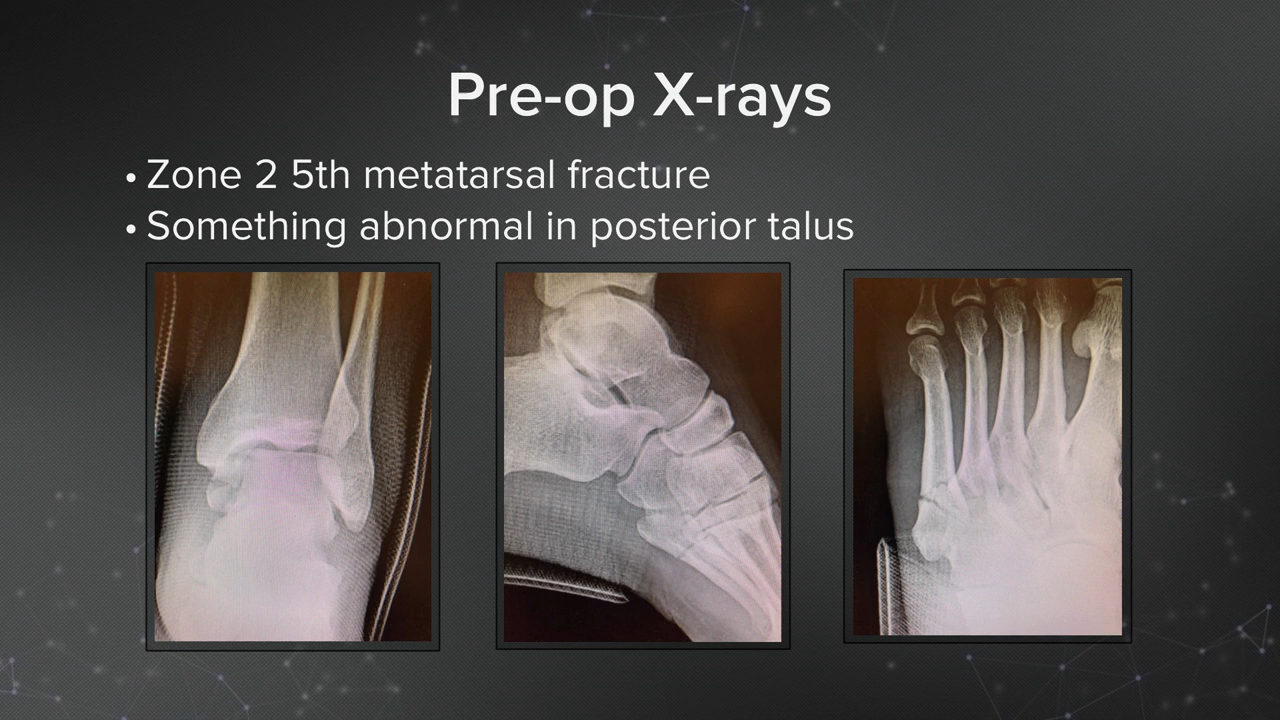 Pre-op X-rays
• Zone 2 5th metatarsal fracture
• Something abnormal in posterior talus